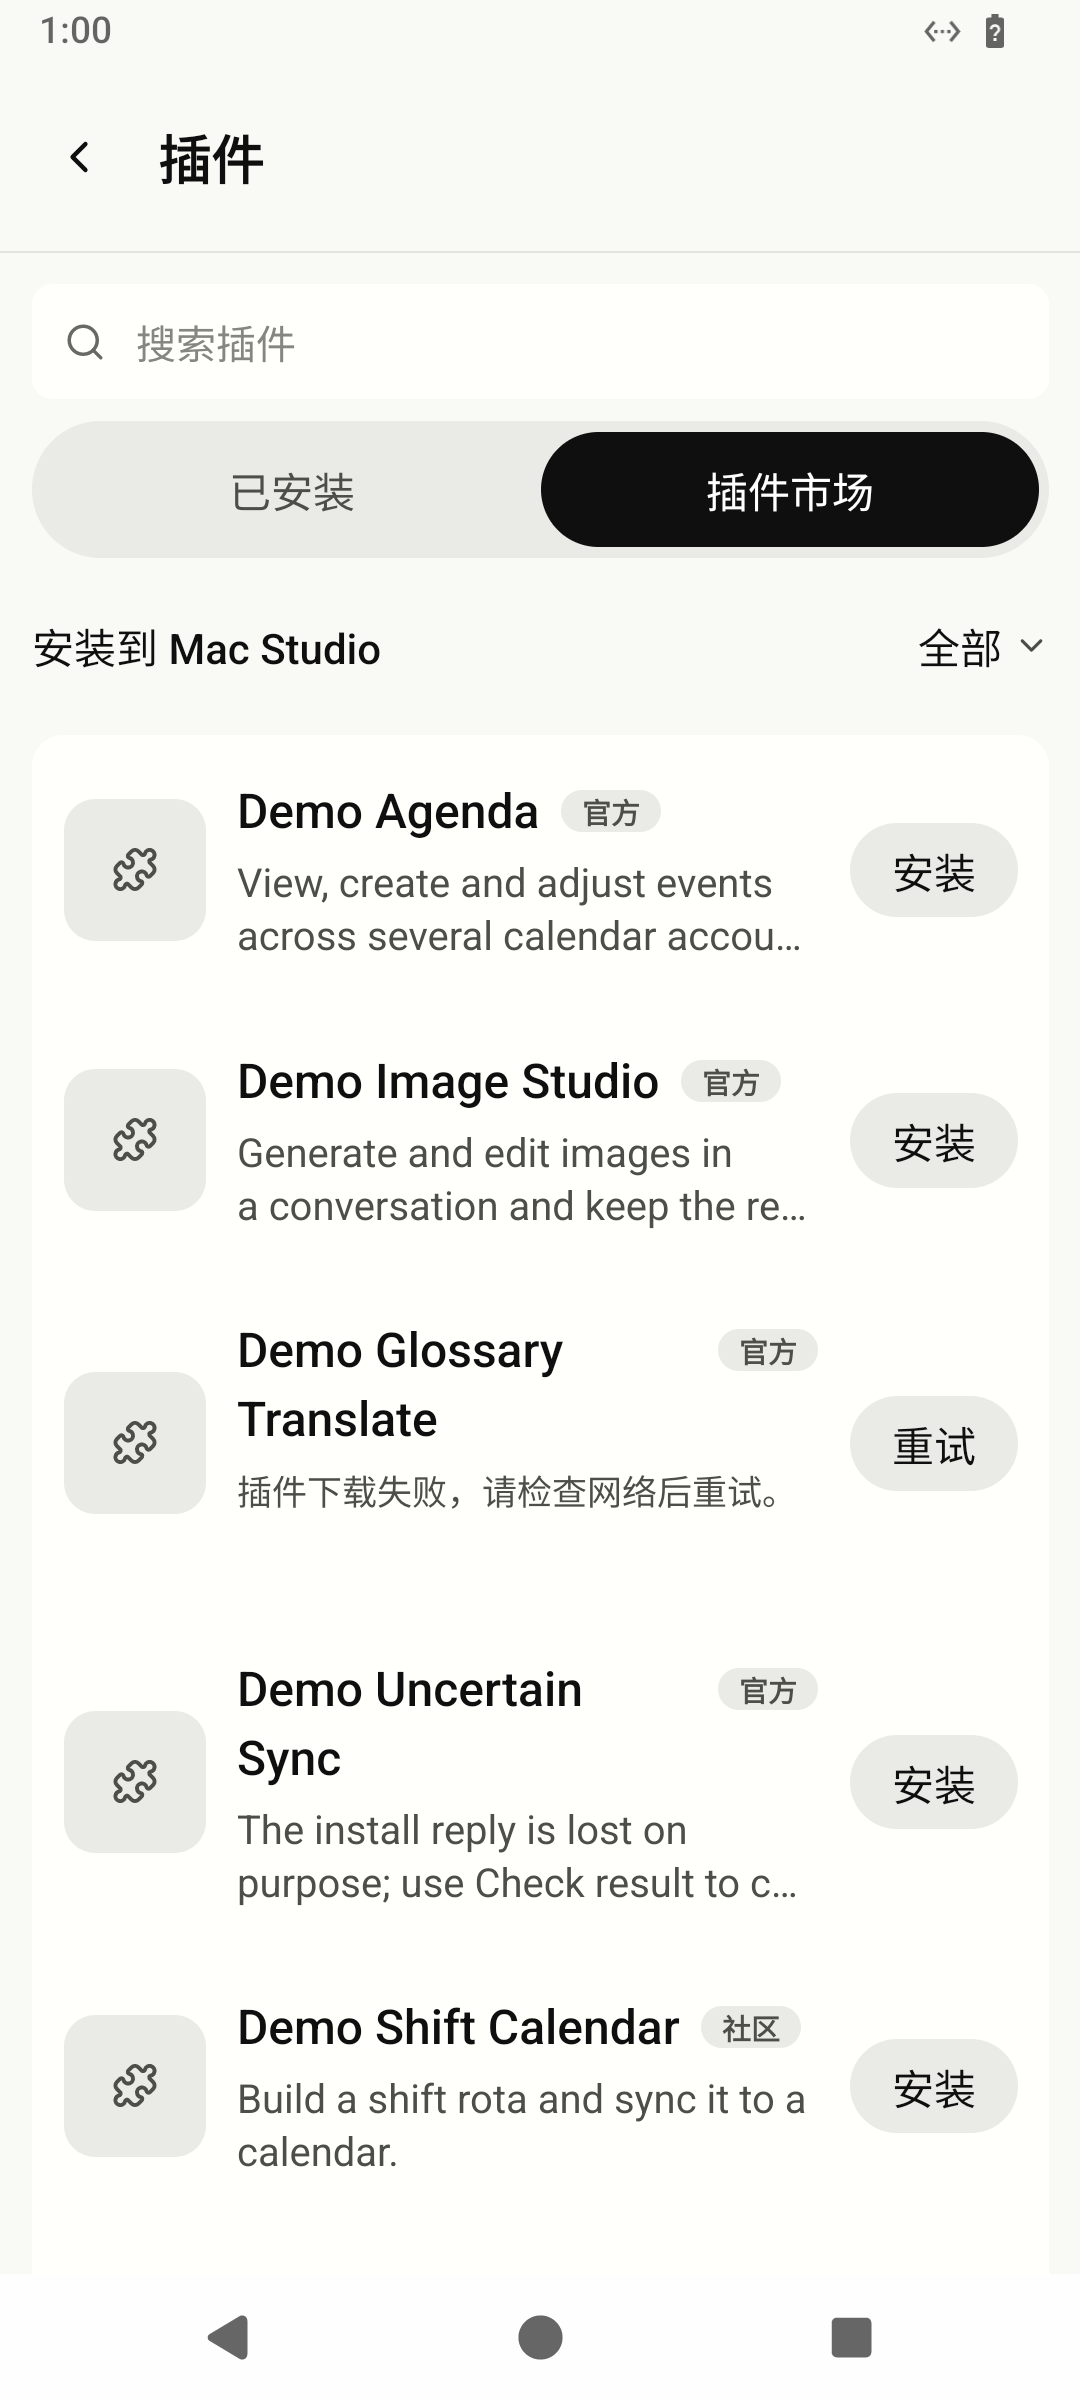 1:00
插件
搜索插件
已安装
插件市场
安装到 Mac Studio
全部
Demo Agenda 官方
View, create and adjust events
across several calendar accou...
安装
Demo Image Studio 官方
Generate and edit images in
a conversation and keep the re...
安装
Demo Glossary 官方
Translate
插件下载失败，请检查网络后重试。
重试
Demo Uncertain 官方
Sync
The install reply is lost on
purpose; use Check result to c...
安装
Demo Shift Calendar 社区
Build a shift rota and sync it to a
calendar.
安装